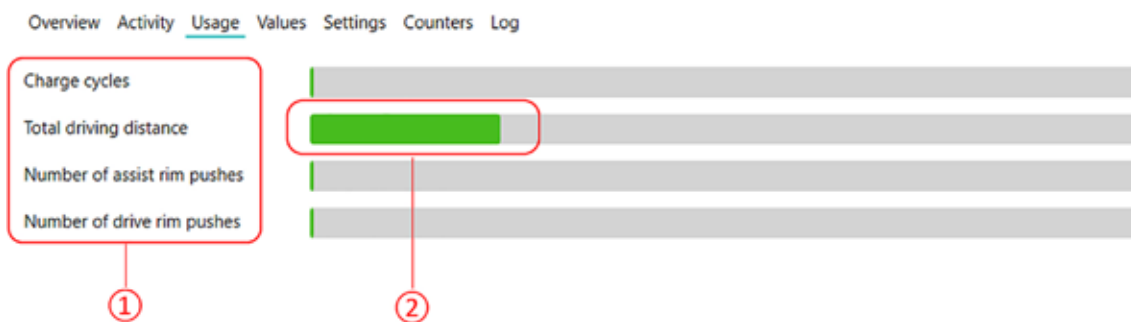 Overview Activity Usage Values Settings Counters Log
Charge cycles
Total driving distance
Number of assist rim pushes
Number of drive rim pushes
1 2